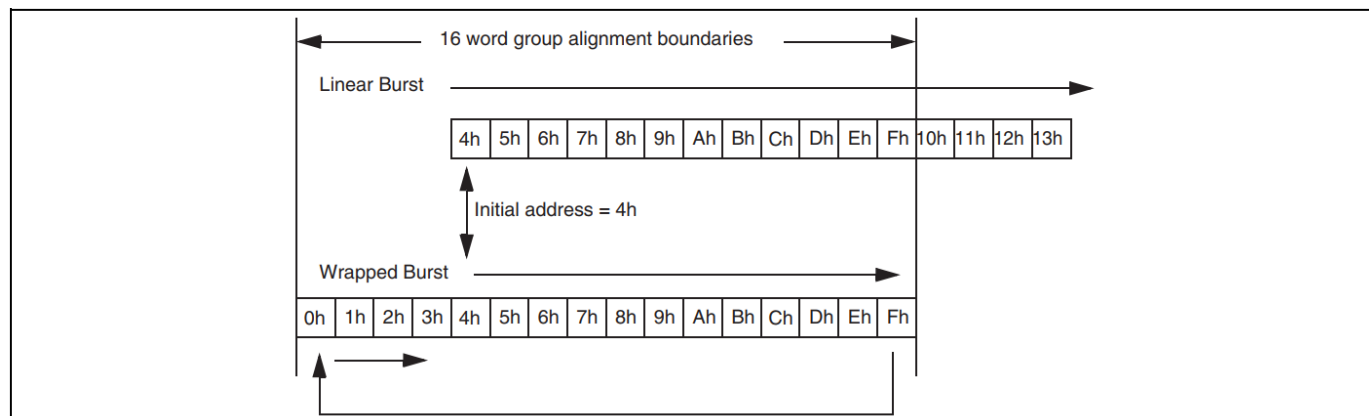 16 word group alignment boundaries
Linear Burst
4h 5h 6h 7h 8h 9h Ah Bh Ch Dh Eh Fh 10h 11h 12h 13h
Initial address = 4h
Wrapped Burst
0h 1h 2h 3h 4h 5h 6h 7h 8h 9h Ah Bh Ch Dh Eh Fh